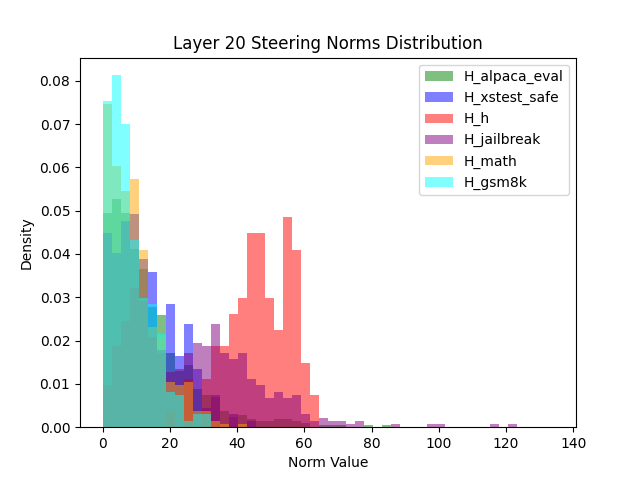 Layer 20 Steering Norms Distribution
H_alpaca_eval
H_xstest_safe
H_h
H_jailbreak
H_math
H_gsm8k
Density
0.08
0.07
0.06
0.05
0.04
0.03
0.02
0.01
0.00
0 20 40 60 80 100 120 140
Norm Value